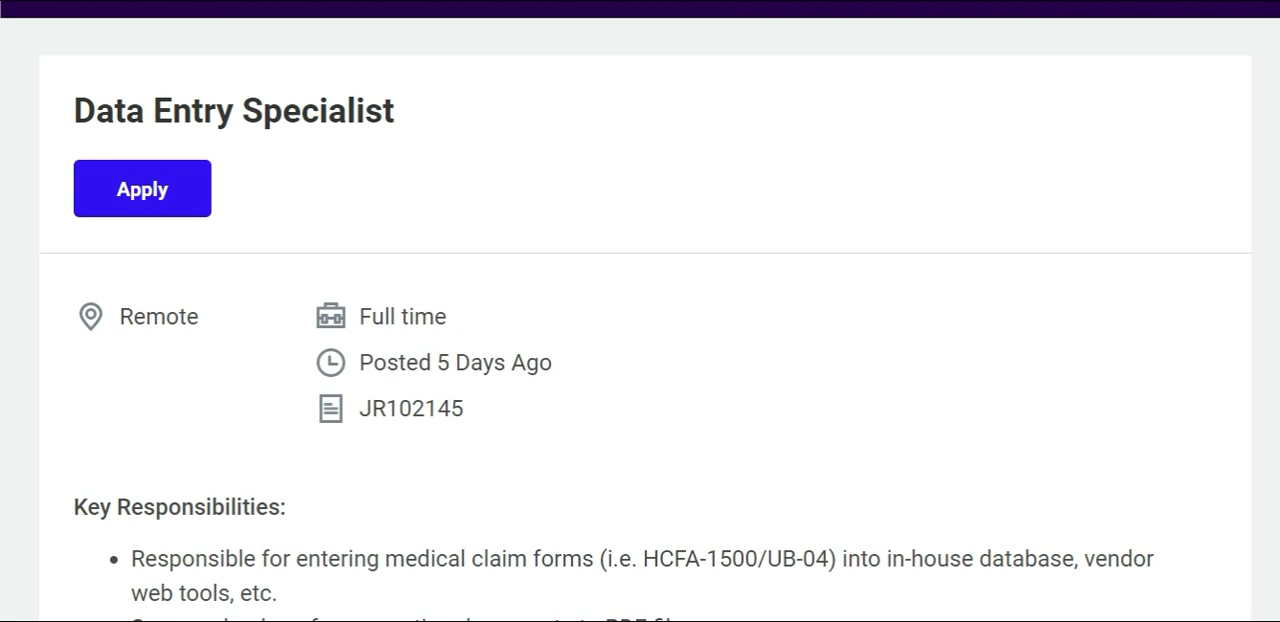 Data Entry Specialist
Apply
Remote
Full time
Posted 5 Days Ago
JR102145
Key Responsibilities:
• Responsible for entering medical claim forms (i.e. HCFA-1500/UB-04) into in-house database, vendor
web tools, etc.